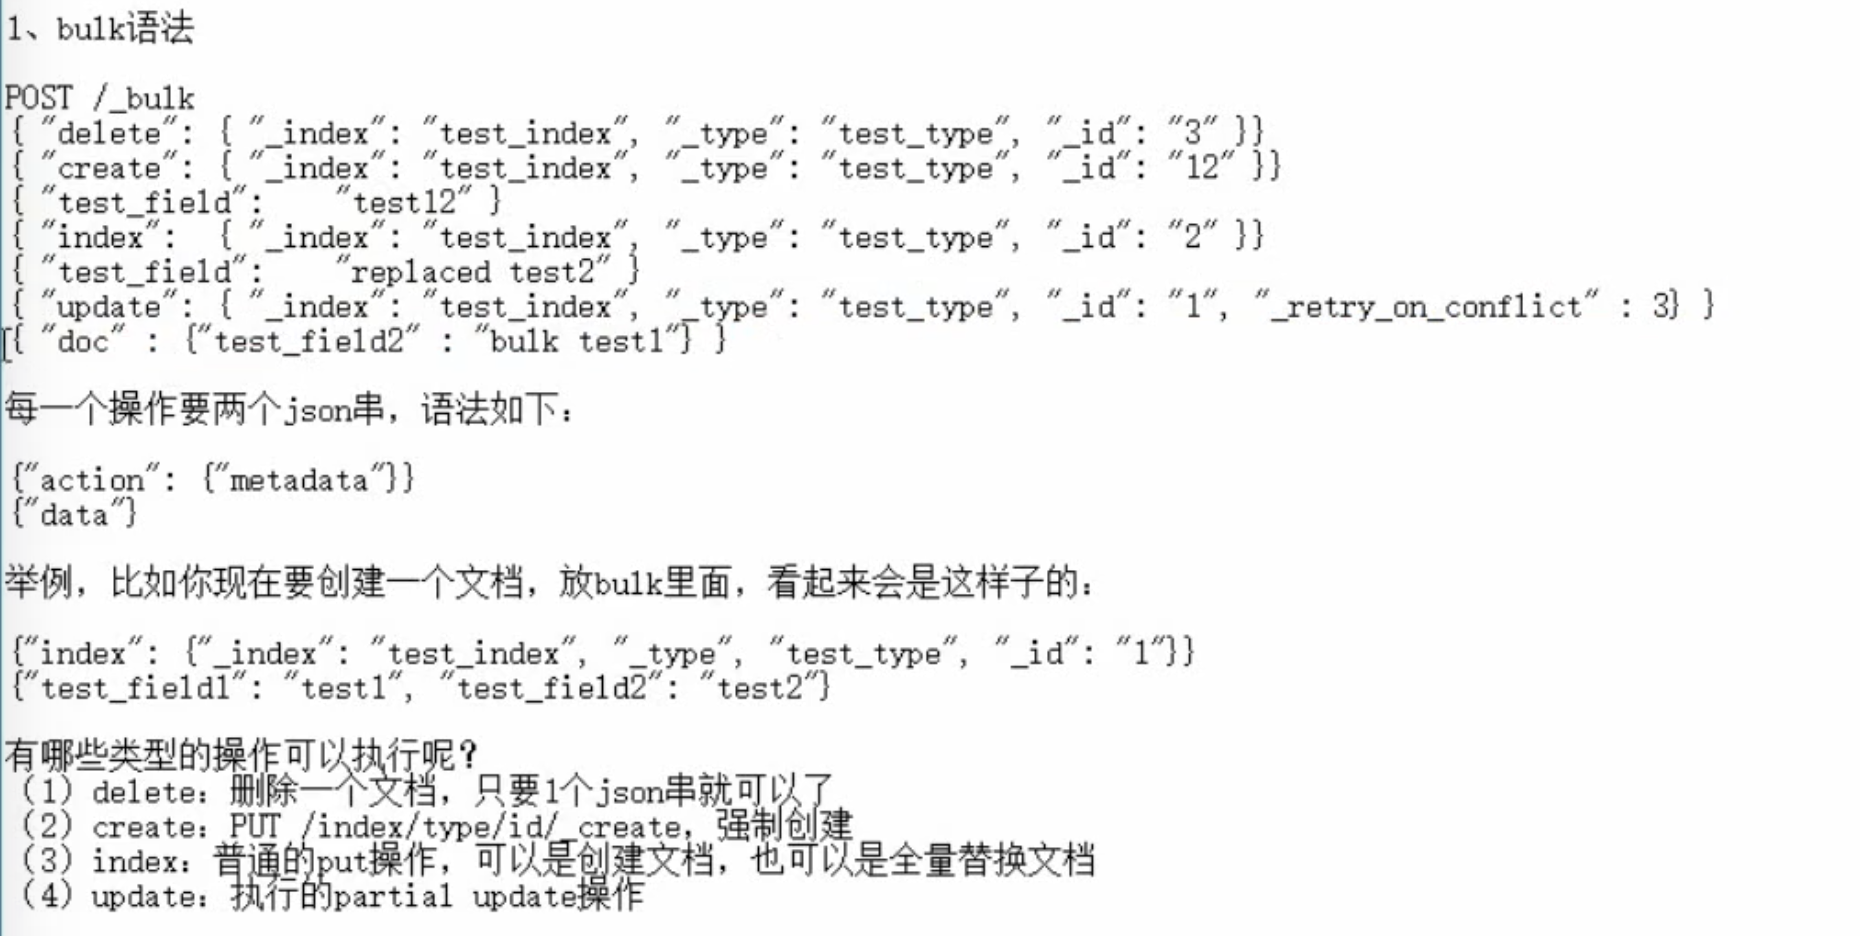 1、bulk语法
POST /_bulk
{ "delete": { "_index": "test_index", "_type": "test_type", "_id": "3" }}
{ "create": { "_index": "test_index", "_type": "test_type", "_id": "12" }}
{ "test_field":    "test12" }
{ "index":  { "_index": "test_index", "_type": "test_type", "_id": "2" }}
{ "test_field":    "replaced test2" }
{ "update": { "_index": "test_index", "_type": "test_type", "_id": "1", "_retry_on_conflict" : 3} }
{ "doc" : {"test_field2" : "bulk test1"} }
每一个操作要两个json串，语法如下：
{"action": {"metadata"}}
{"data"}
举例，比如你现在要创建一个文档，放bulk里面，看起来会是这样子的：
{"index": {"_index": "test_index", "_type", "test_type", "_id": "1"}}
{"test_field1": "test1", "test_field2": "test2"}
有哪些类型的操作可以执行呢？
（1）delete：删除一个文档，只要1个json串就可以了
（2）create：PUT /index/type/id/_create，强制创建
（3）index：普通的put操作，可以是创建文档，也可以是全量替换文档
（4）update：执行的partial update操作